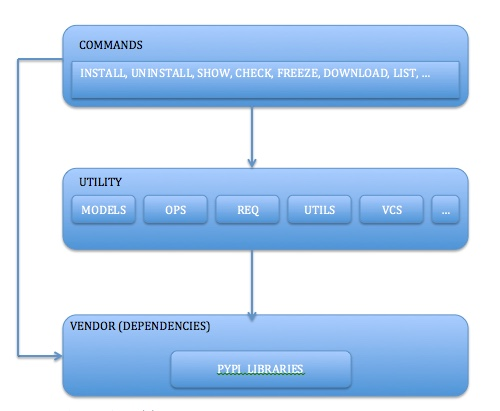 COMMANDS
INSTALL, UNINSTALL, SHOW, CHECK, FREEZE, DOWNLOAD, LIST, ...
UTILITY
MODELS OPS REQ UTILS VCS ...
VENDOR (DEPENDENCIES)
PYPI LIBRARIES